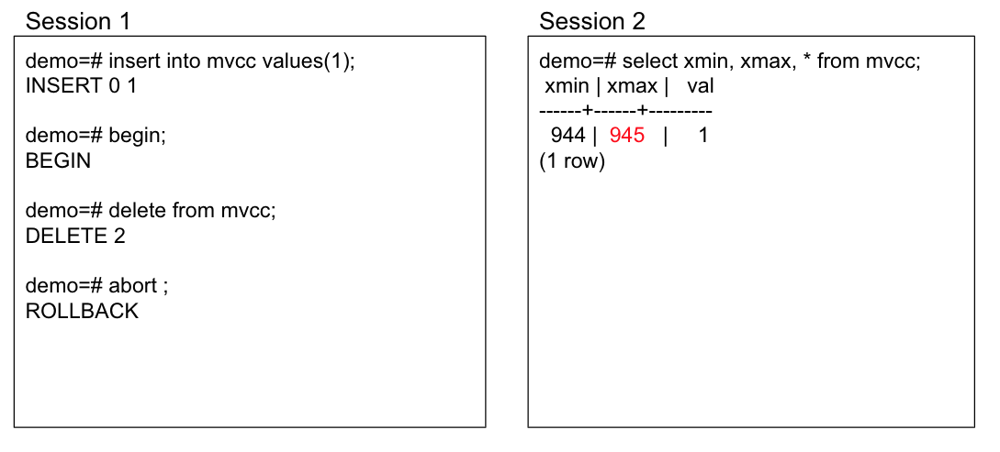 Session 1
demo=# insert into mvcc values(1);
INSERT 0 1
demo=# begin;
BEGIN
demo=# delete from mvcc;
DELETE 2
demo=# abort ;
ROLLBACK
Session 2
demo=# select xmin, xmax, * from mvcc;
xmin | xmax |   val
------+------+---------
944 |  945   |     1
(1 row)